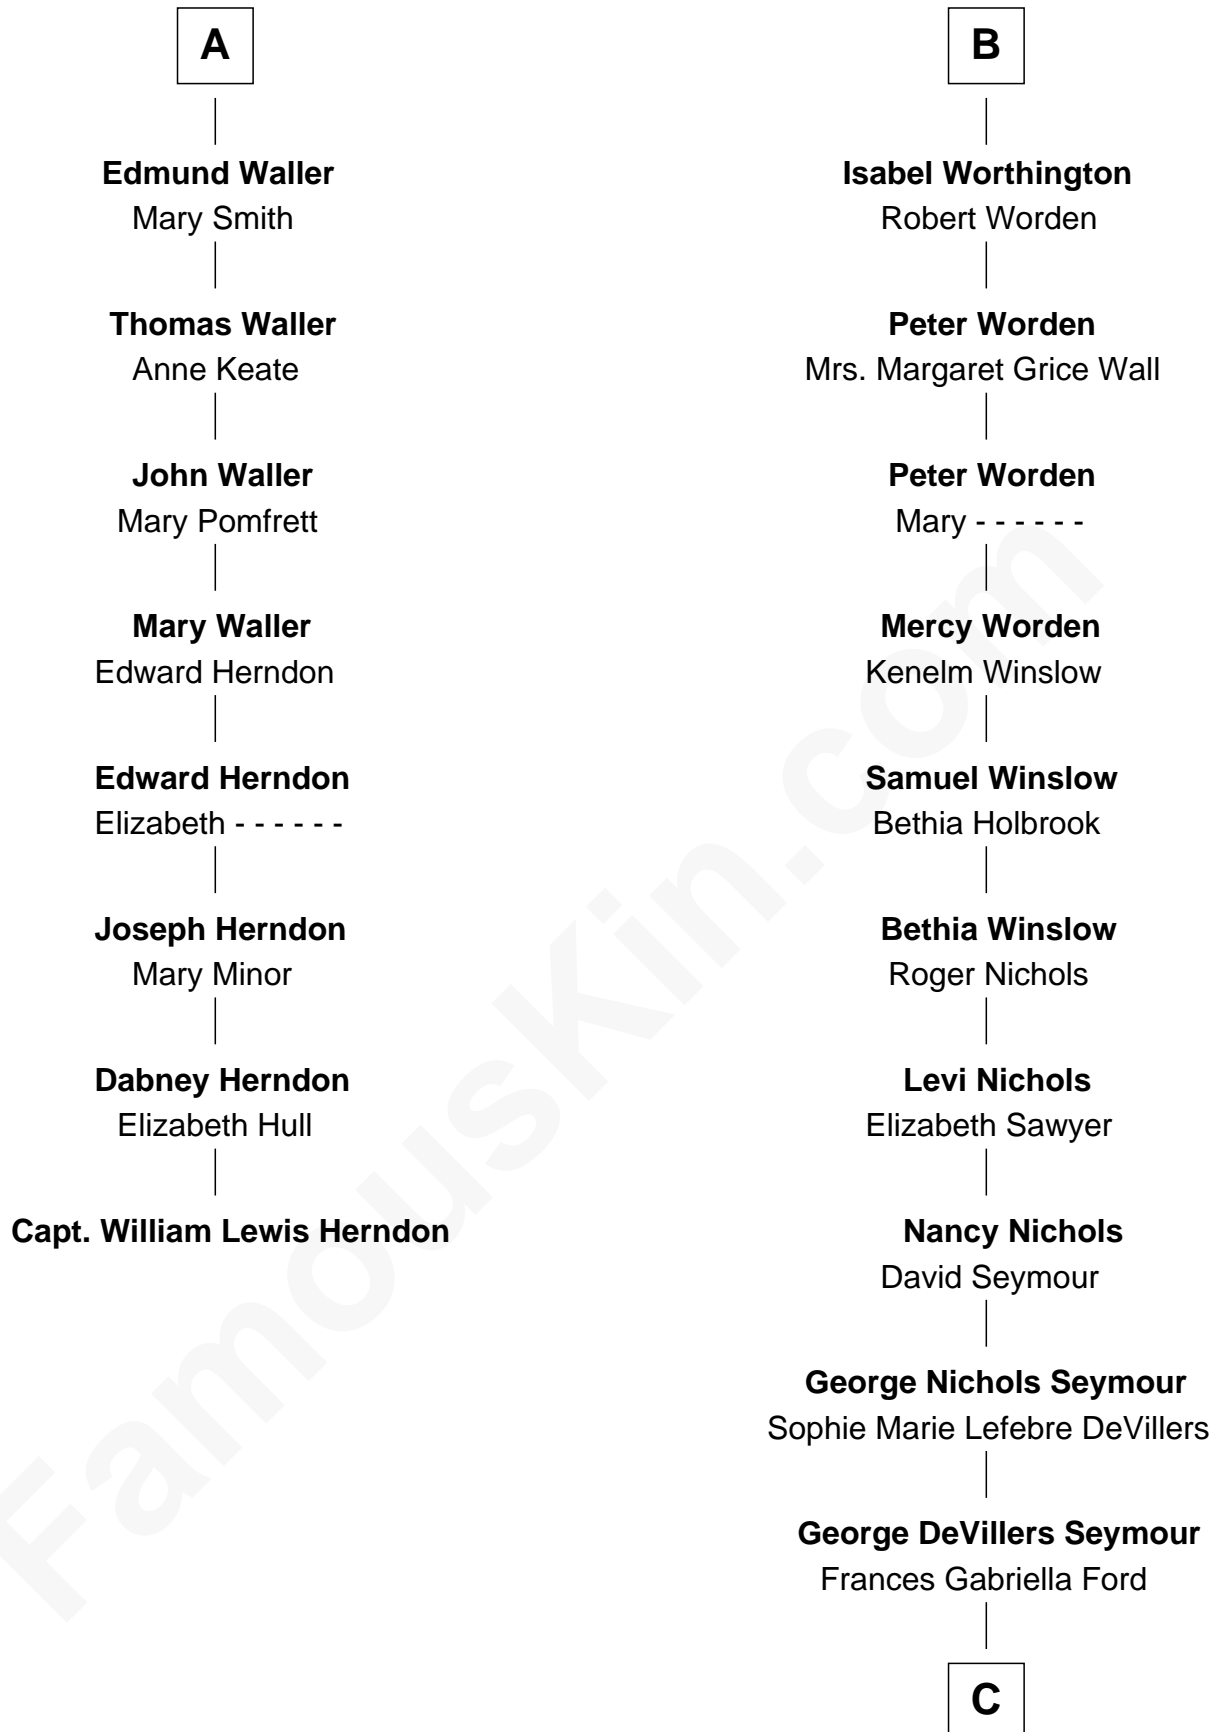 A
Edmund Waller
Mary Smith
Thomas Waller
Anne Keate
John Waller
Mary Pomfrett
Mary Waller
Edward Herndon
Edward Herndon
Elizabeth - - - - - -
Joseph Herndon
Mary Minor
Dabney Herndon
Elizabeth Hull
Capt. William Lewis Herndon
B
Isabel Worthington
Robert Worden
Peter Worden
Mrs. Margaret Grice Wall
Peter Worden
Mary - - - - - -
Mercy Worden
Kenelm Winslow
Samuel Winslow
Bethia Holbrook
Bethia Winslow
Roger Nichols
Levi Nichols
Elizabeth Sawyer
Nancy Nichols
David Seymour
George Nichols Seymour
Sophie Marie Lefebre DeVillers
George DeVillers Seymour
Frances Gabriella Ford
C
FamousKin.com